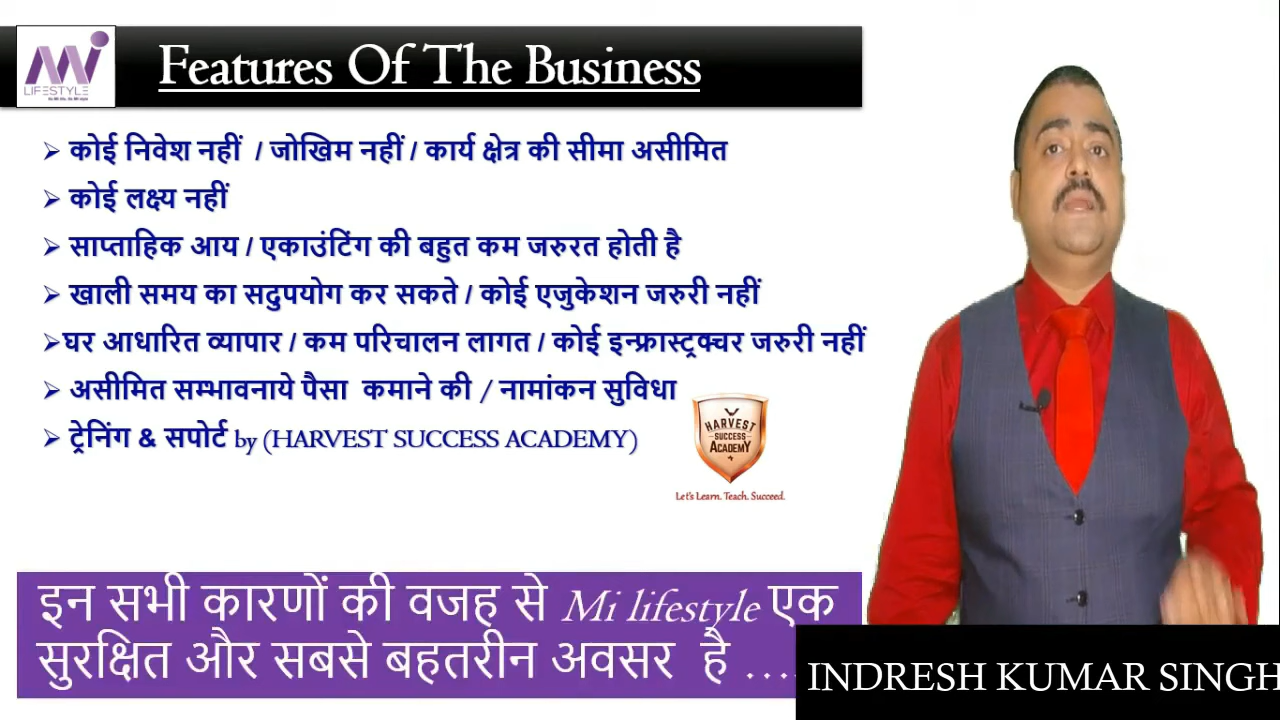 Mi
LIFESTYLE
Features Of The Business
➢ कोई निवेश नहीं / जोखिम नहीं / कार्य क्षेत्र की सीमा असीमित
➢ कोई लक्ष्य नहीं
➢ साप्ताहिक आय / एकाउंटिंग की बहुत कम जरुरत होती है
➢ खाली समय का सदुपयोग कर सकते / कोई एजुकेशन जरुरी नहीं
➢घर आधारित व्यापार / कम परिचालन लागत / कोई इन्फ्रास्ट्रक्चर जरुरी नहीं
➢ असीमित सम्भावनाये पैसा कमाने की / नामांकन सुविधा
➢ ट्रेनिंग & सपोर्ट by (HARVEST SUCCESS ACADEMY)
HARVEST
SUCCESS
ACADEMY
Let's Learn. Teach. Succeed.
इन सभी कारणों की वजह से Mi lifestyle एक
सुरक्षित और सबसे बहतरीन अवसर है ....
INDRESH KUMAR SINGH